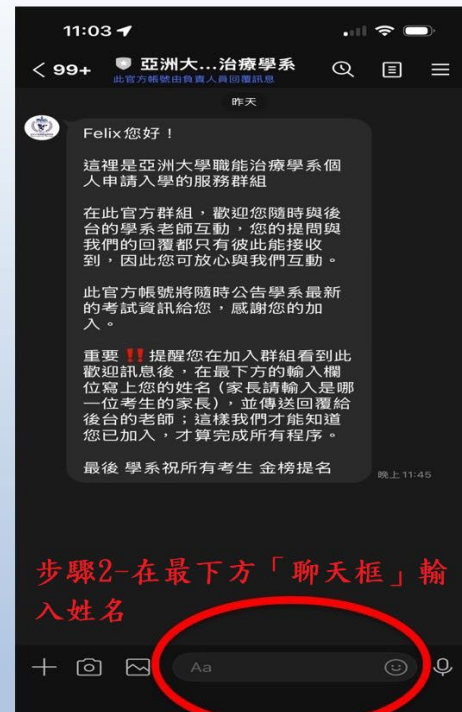 11:03
99+
亞洲大...治療學系
此官方帳號由負責人員回覆訊息
昨天
Felix您好！
這裡是亞洲大學職能治療學系個
人申請入學的服務群組
在此官方群組，歡迎您隨時與後
台的學系老師互動，您的提問與
我們的回覆都只有彼此能接收
到，因此您可放心與我們互動。
此官方帳號將隨時公告學系最新
的考試資訊給您，感謝您的加
入。
重要‼️提醒您在加入群組看到此
歡迎訊息後，在最下方的輸入欄
位寫上您的姓名 (家長請輸入是哪
一位考生的家長)，並傳送回覆給
後台的老師；這樣我們才能知道
您已加入，才算完成所有程序。
最後 學系祝所有考生 金榜提名
晚上11:45
步驟2-在最下方「聊天框」輸
入姓名
Aa